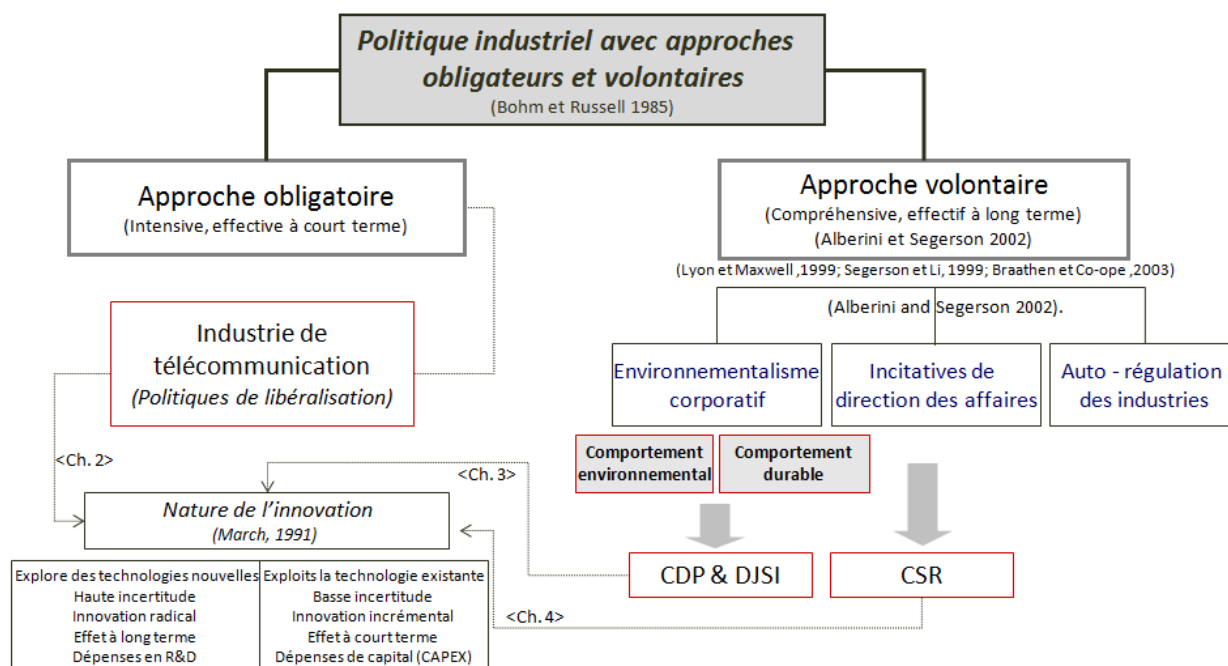 Politique industriel avec approches
obligateurs et volontaires
(Bohm et Russell 1985)
Approche obligatoire
(Intensive, effective à court terme)
Approche volontaire
(Compréhensive, effectif à long terme)
(Alberini et Segerson 2002)
(Lyon et Maxwell ,1999; Segerson et Li, 1999; Braathen et Co-ope ,2003)
(Alberini and Segerson 2002).
Industrie de
télécommunication
(Politiques de libéralisation)
Environnementalisme
corporatif
Incitatives de
direction des affaires
Auto - régulation
des industries
Comportement
environnemental
Comportement
durable
<Ch. 2>
<Ch. 3>
Nature de l’innovation
(March, 1991)
CDP & DJSI
CSR
<Ch. 4>
Explore des technologies nouvelles
Haute incertitude
Innovation radical
Effet à long terme
Dépenses en R&D
Exploits la technologie existante
Basse incertitude
Innovation incrémental
Effet à court terme
Dépenses de capital (CAPEX)